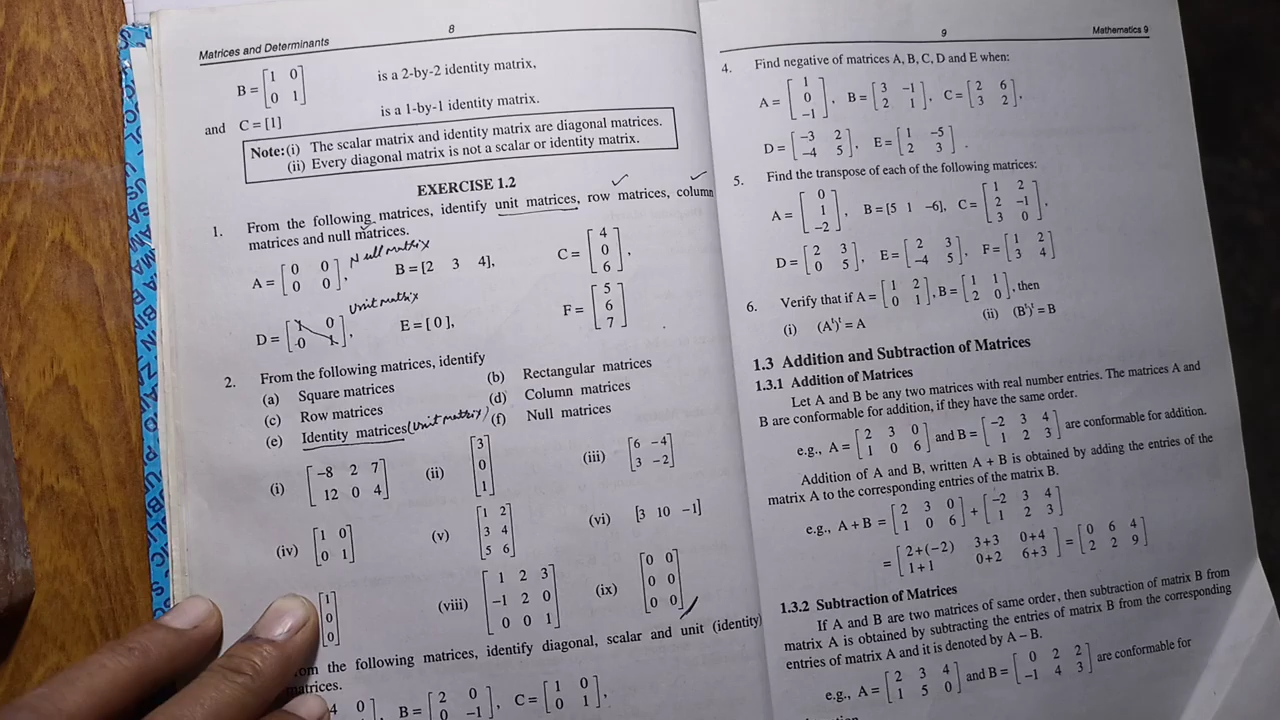 Matrices and Determinants
8
B = [1 0
0 1] is a 2-by-2 identity matrix,
and C = [1] is a 1-by-1 identity matrix.
Note: (i) The scalar matrix and identity matrix are diagonal matrices.
(ii) Every diagonal matrix is not a scalar or identity matrix.
EXERCISE 1.2
1. From the following matrices, identify unit matrices, row matrices, column
matrices and null matrices.
A = [0 0
0 0], Null matrix B = [2 3 4], C = [4
0
6],
D = [1 0
0 1], Unit matrix E = [0], F = [5
6
7]
2. From the following matrices, identify
(a) Square matrices (b) Rectangular matrices
(c) Row matrices (d) Column matrices
(e) Identity matrices (Unit matrix) (f) Null matrices
(i) [-8 2 7
12 0 4] (ii) [3
0
1] (iii) [6 -4
3 -2]
(iv) [1 0
0 1] (v) [1 2
3 4
5 6] (vi) [3 10 -1]
[1
0
0] (viii) [1 2 3
-1 2 0
0 0 1] (ix) [0 0
0 0
0 0]
the following matrices, identify diagonal, scalar and unit (identity)
matrices.
4 0], B = [2 0
0 -1], C = [1 0
0 1],
9
Mathematics 9
4. Find negative of matrices A, B, C, D and E when:
A = [1
0
-1], B = [3 -1
2 1], C = [2 6
3 2],
D = [-3 2
-4 5], E = [1 -5
2 3].
5. Find the transpose of each of the following matrices:
A = [0
1
-2], B = [5 1 -6], C = [1 2
2 -1
3 0],
D = [2 3
0 5], E = [2 3
-4 5], F = [1 2
3 4]
6. Verify that if A = [1 2
0 1], B = [1 1
2 0], then
(i) (Aᵗ)ᵗ = A (ii) (Bᵗ)ᵗ = B
1.3 Addition and Subtraction of Matrices
1.3.1 Addition of Matrices
Let A and B be any two matrices with real number entries. The matrices A and
B are conformable for addition, if they have the same order.
e.g., A = [2 3 0
1 0 6] and B = [-2 3 4
1 2 3] are conformable for addition.
Addition of A and B, written A + B is obtained by adding the entries of the
matrix A to the corresponding entries of the matrix B.
e.g., A + B = [2 3 0
1 0 6] + [-2 3 4
1 2 3]
= [2+(-2) 3+3 0+4
1+1 0+2 6+3] = [0 6 4
2 2 9]
1.3.2 Subtraction of Matrices
If A and B are two matrices of same order, then subtraction of matrix B from
matrix A is obtained by subtracting the entries of matrix B from the corresponding
entries of matrix A and it is denoted by A – B.
e.g., A = [2 3 4
1 5 0] and B = [0 2 2
-1 4 3] are conformable for